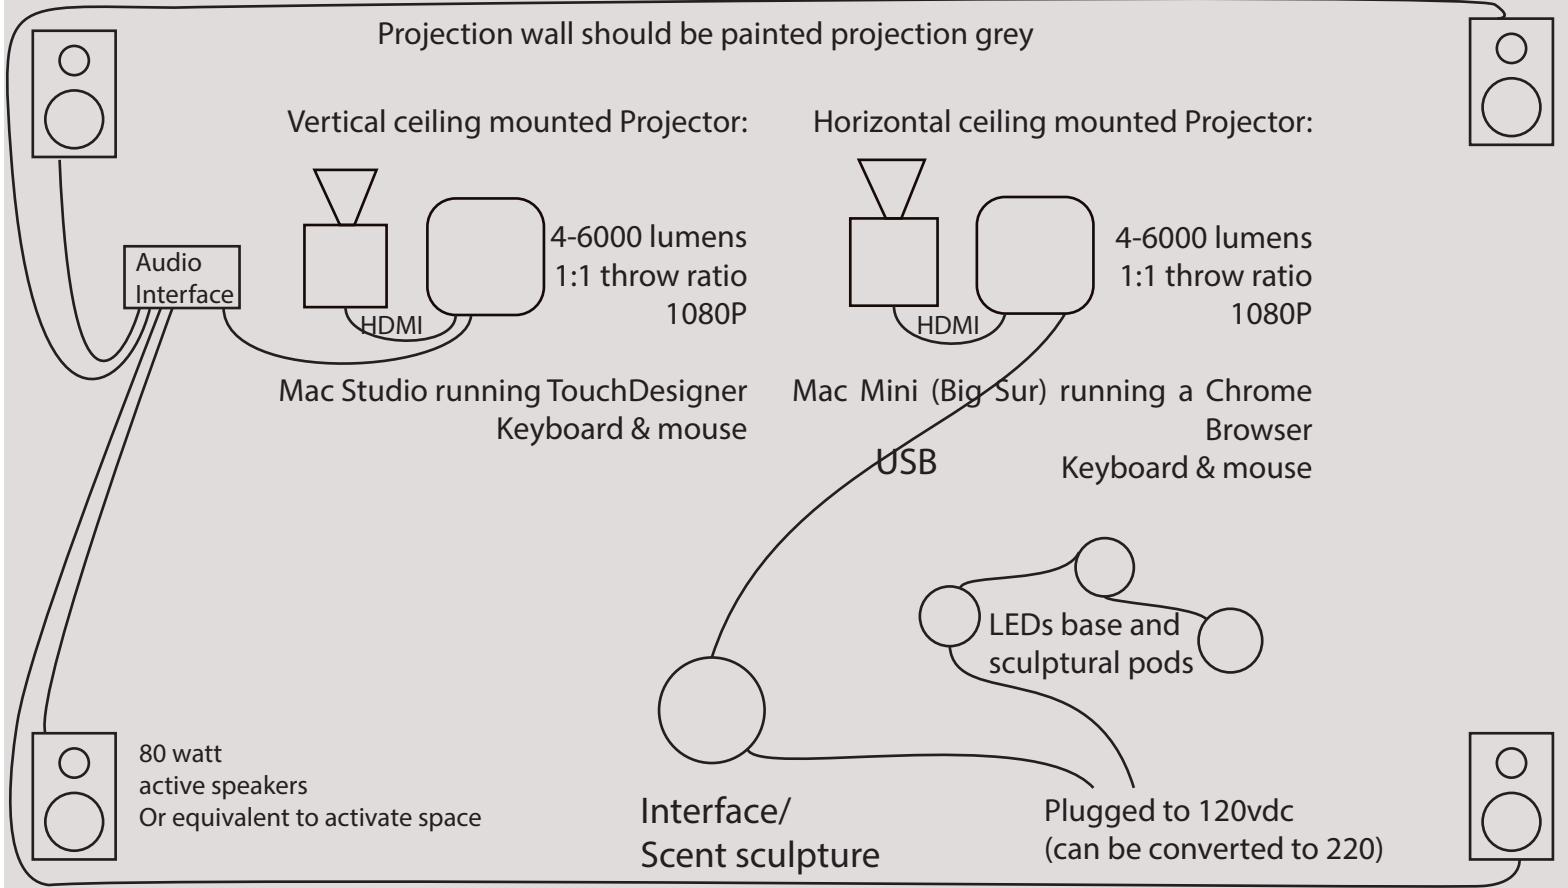 Projection wall should be painted projection grey
Vertical ceiling mounted Projector:
Horizontal ceiling mounted Projector:
Audio
Interface
HDMI
4-6000 lumens
1:1 throw ratio
1080P
HDMI
4-6000 lumens
1:1 throw ratio
1080P
Mac Studio running TouchDesigner
Keyboard & mouse
Mac Mini (Big Sur) running a Chrome
Browser
Keyboard & mouse
USB
LEDs base and
sculptural pods
80 watt
active speakers
Or equivalent to activate space
Interface/
Scent sculpture
Plugged to 120vdc
(can be converted to 220)